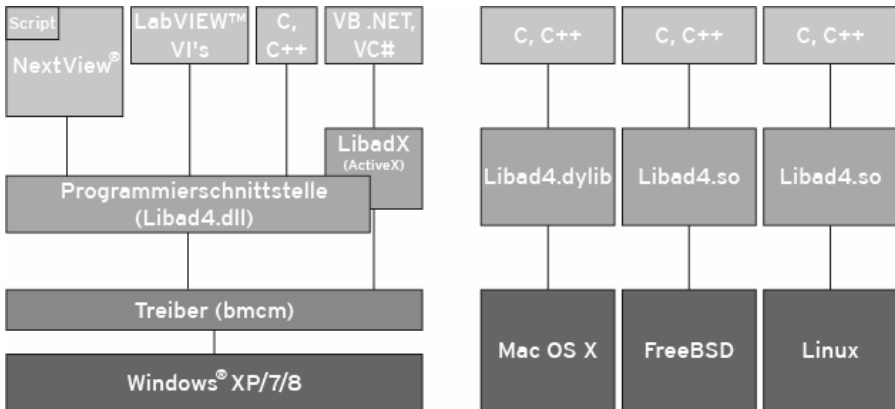 Script
NextView®
LabVIEW™
VI's
C,
C++
VB .NET,
VC#
LibadX
(ActiveX)
Programmierschnittstelle
(Libad4.dll)
Treiber (bmcm)
Windows® XP/7/8
C, C++
C, C++
C, C++
Libad4.dylib
Libad4.so
Libad4.so
Mac OS X
FreeBSD
Linux